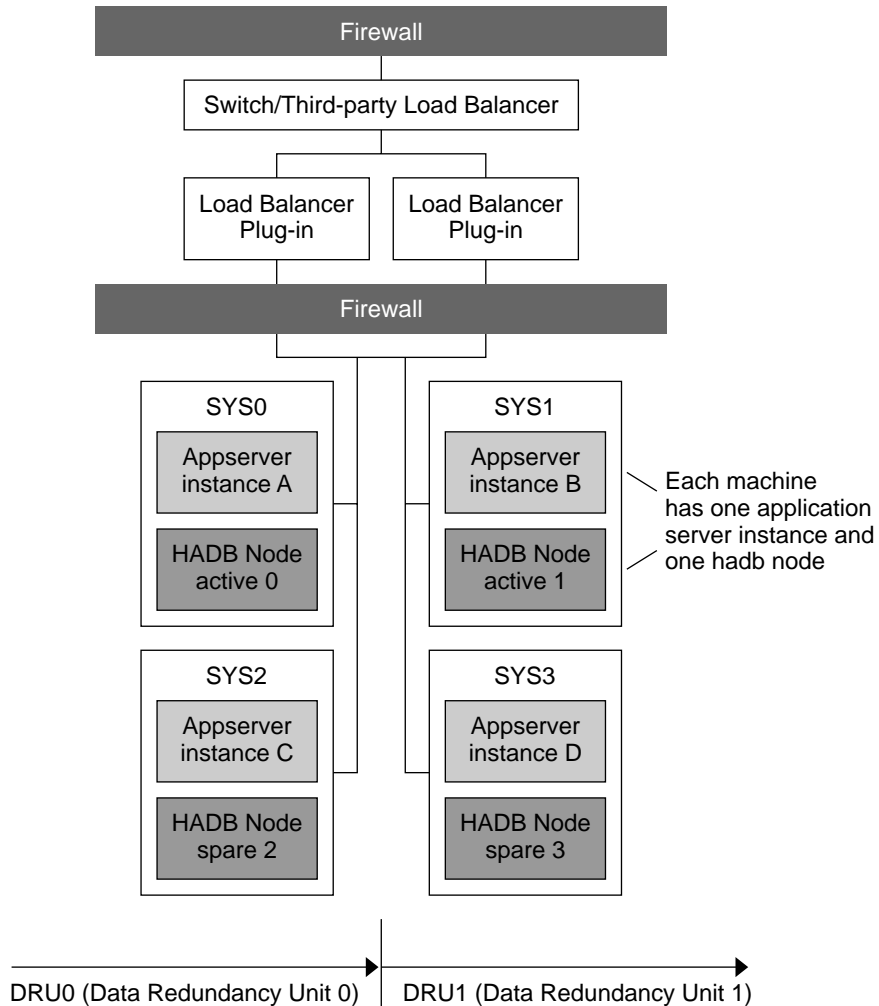 Firewall
Switch/Third-party Load Balancer
Load Balancer
Plug-in
Load Balancer
Plug-in
Firewall
SYS0
Appserver
instance A
HADB Node
active 0
SYS1
Appserver
instance B
HADB Node
active 1
Each machine
has one application
server instance and
one hadb node
SYS2
Appserver
instance C
HADB Node
spare 2
SYS3
Appserver
instance D
HADB Node
spare 3
DRU0 (Data Redundancy Unit 0)
DRU1 (Data Redundancy Unit 1)